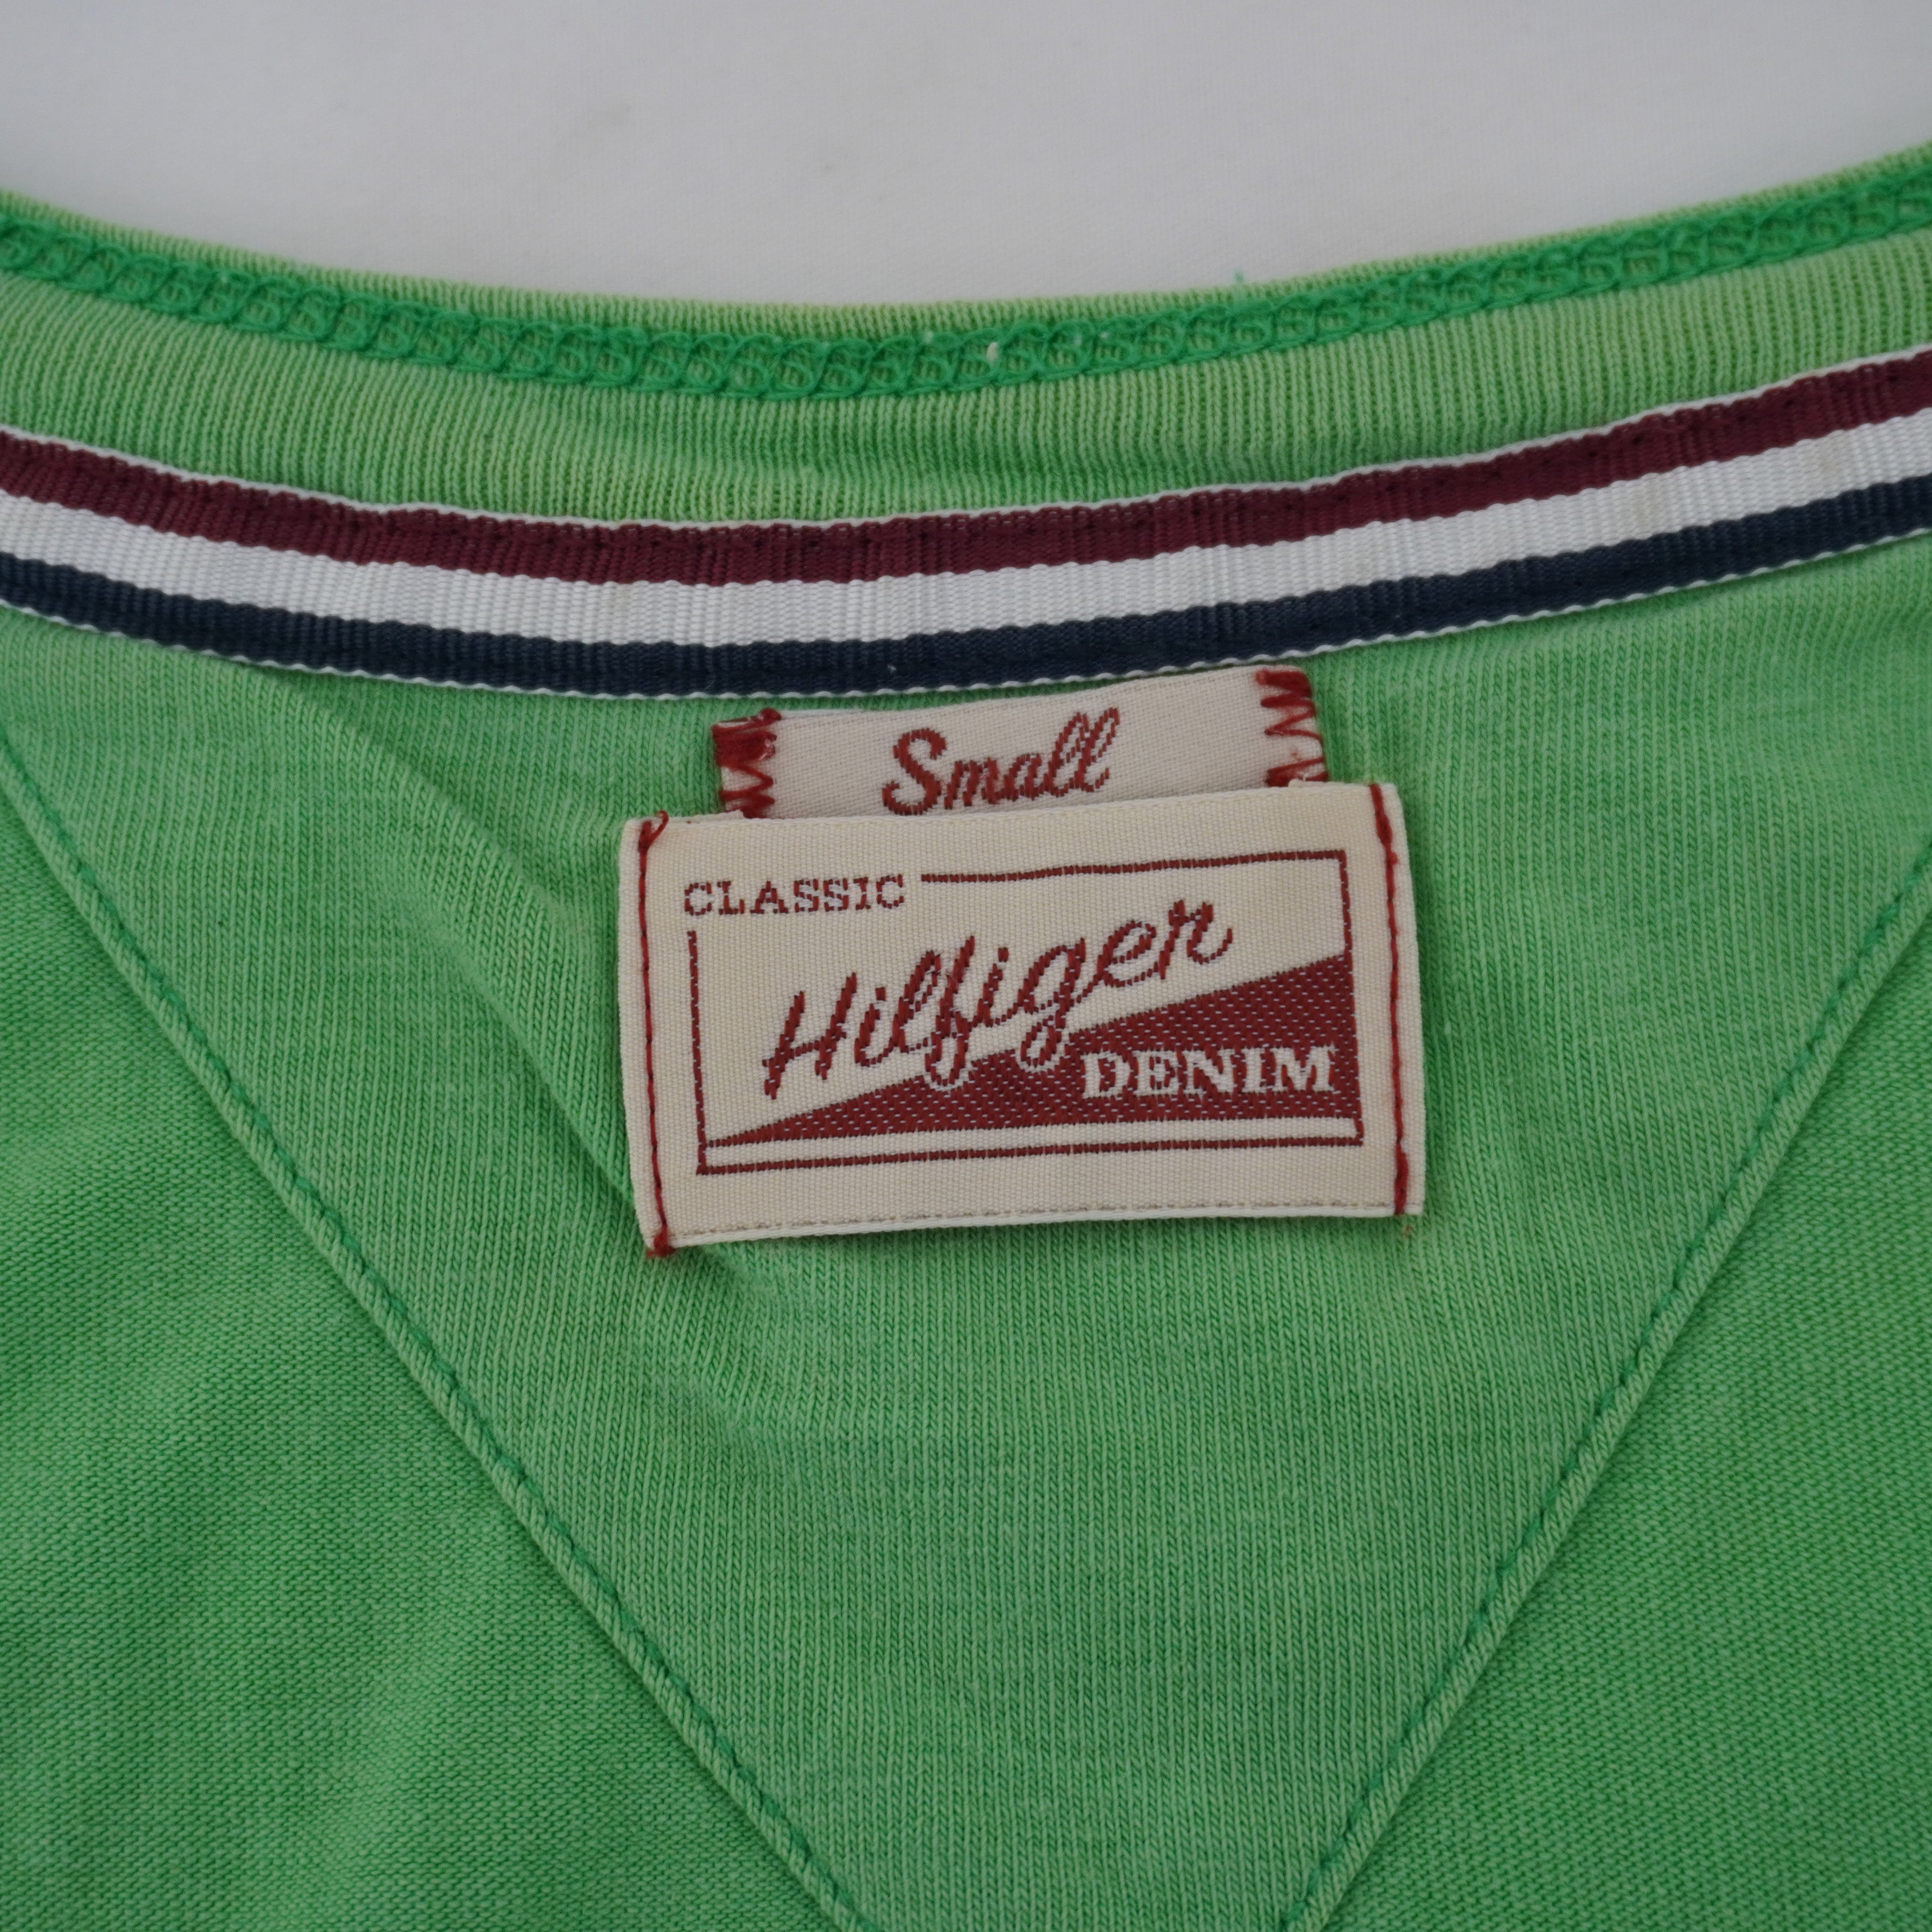 Small
CLASSIC
Hilfiger
DENIM